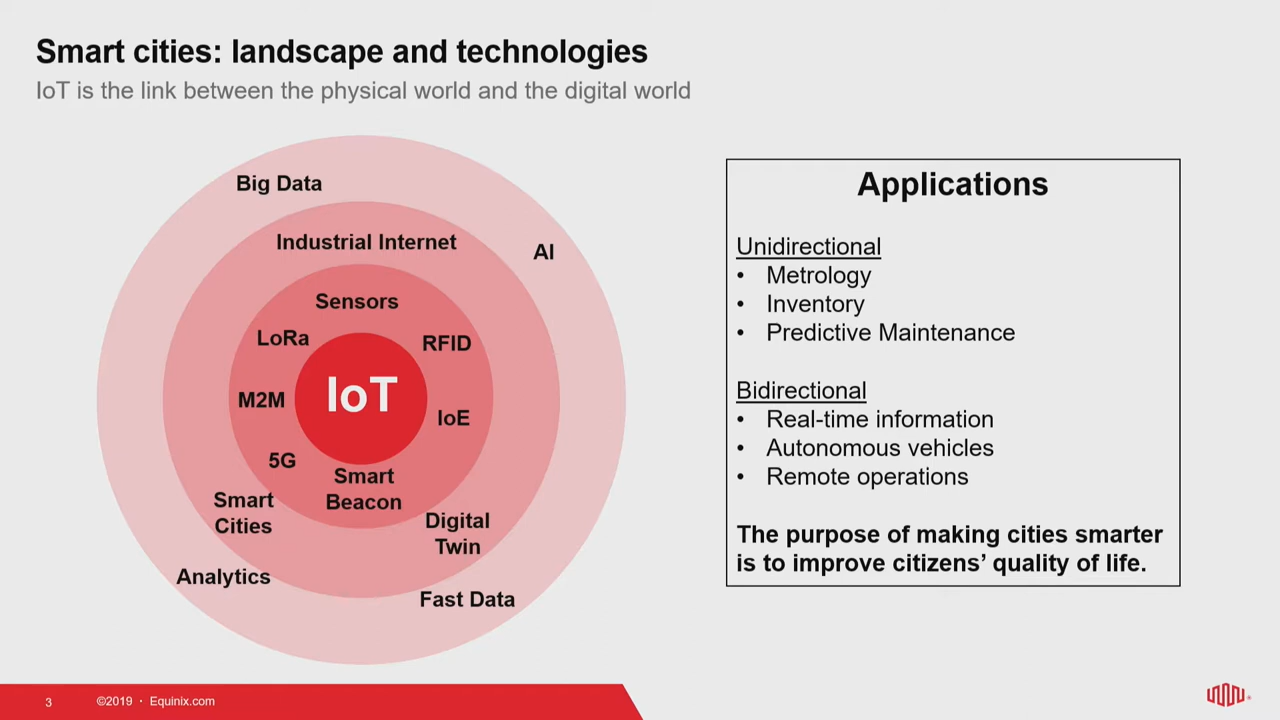 Smart cities: landscape and technologies
IoT is the link between the physical world and the digital world
Big Data
AI
Industrial Internet
Sensors
LoRa
RFID
M2M
IoT
IoE
5G
Smart
Beacon
Smart
Cities
Digital
Twin
Analytics
Fast Data
Applications
Unidirectional
• Metrology
• Inventory
• Predictive Maintenance
Bidirectional
• Real-time information
• Autonomous vehicles
• Remote operations
The purpose of making cities smarter
is to improve citizens’ quality of life.
3 ©2019 · Equinix.com